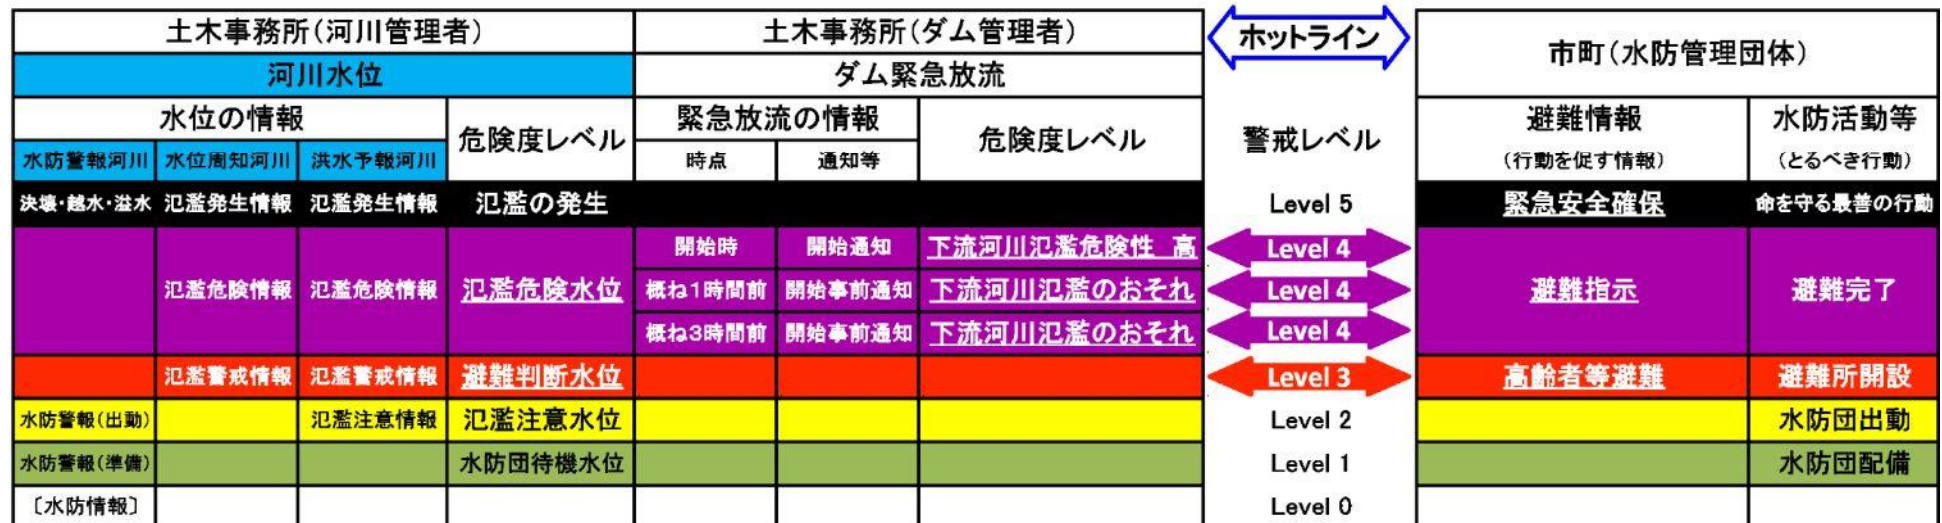 土木事務所(河川管理者) 土木事務所(ダム管理者) ホットライン 市町(水防管理団体)
河川水位 ダム緊急放流
水位の情報 危険度レベル 緊急放流の情報 危険度レベル 警戒レベル 避難情報 水防活動等
水防警報河川 水位周知河川 洪水予報河川 時点 通知等 (行動を促す情報) (とるべき行動)
決壊・越水・溢水 氾濫発生情報 氾濫発生情報 氾濫の発生 Level 5 緊急安全確保 命を守る最善の行動
開始時 開始通知 下流河川氾濫危険性 高 Level 4
氾濫危険情報 氾濫危険情報 氾濫危険水位 概ね1時間前 開始事前通知 下流河川氾濫のおそれ Level 4 避難指示 避難完了
概ね3時間前 開始事前通知 下流河川氾濫のおそれ Level 4
氾濫警戒情報 氾濫警戒情報 避難判断水位 Level 3 高齢者等避難 避難所開設
水防警報(出動) 氾濫注意情報 氾濫注意水位 Level 2 水防団出動
水防警報(準備) 水防団待機水位 Level 1 水防団配備
〔水防情報〕 Level 0